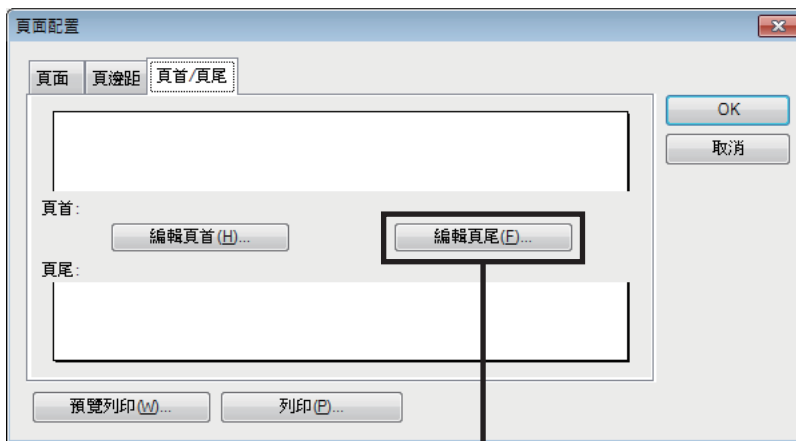 頁面配置
頁面 頁邊距 頁首/頁尾
OK
取消
頁首:
編輯頁首(H)... 編輯頁尾(F)...
頁尾:
預覽列印(W)... 列印(P)...